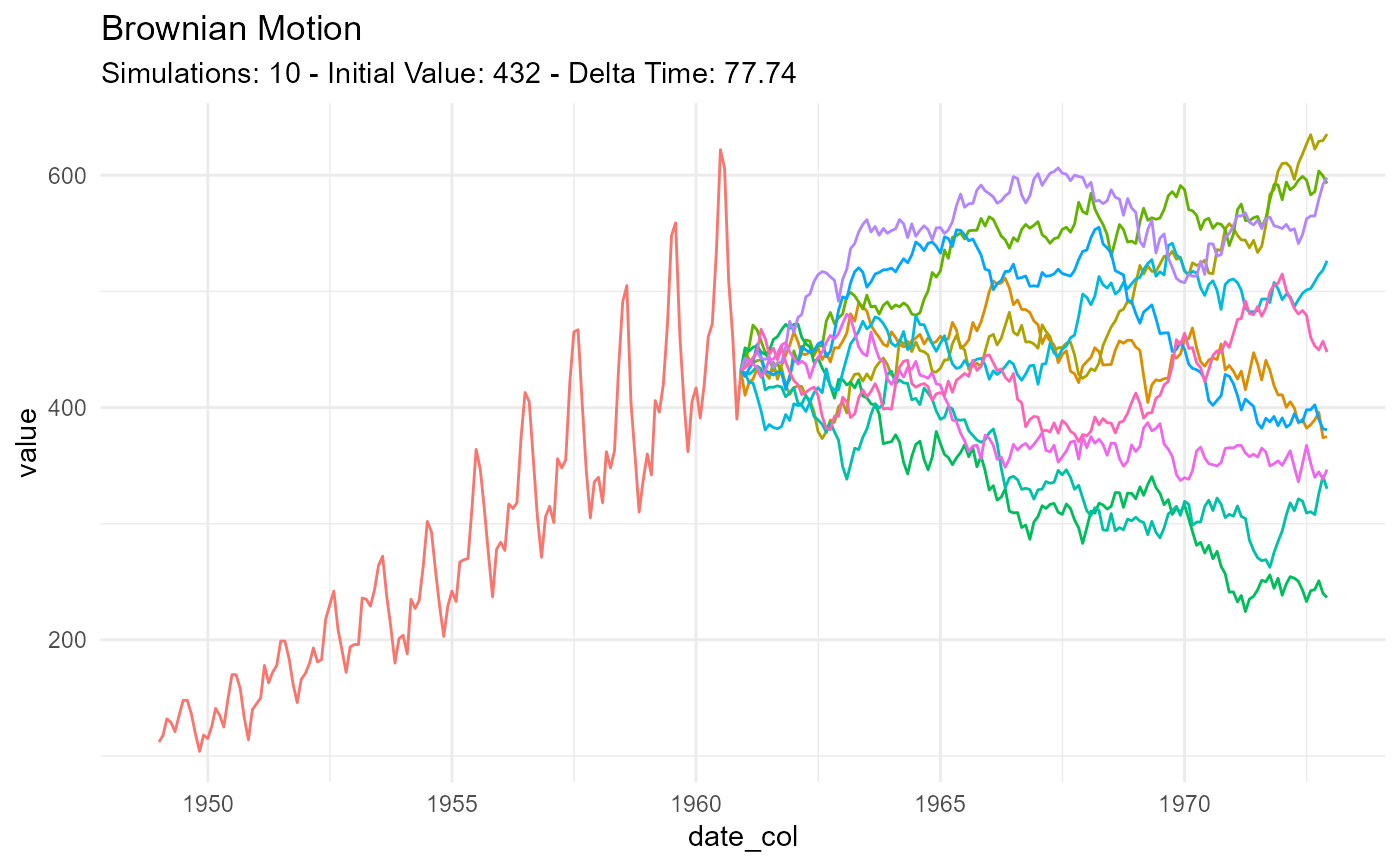 Brownian Motion
Simulations: 10 - Initial Value: 432 - Delta Time: 77.74
600
400
200
value
1950 1955 1960 1965 1970
date_col